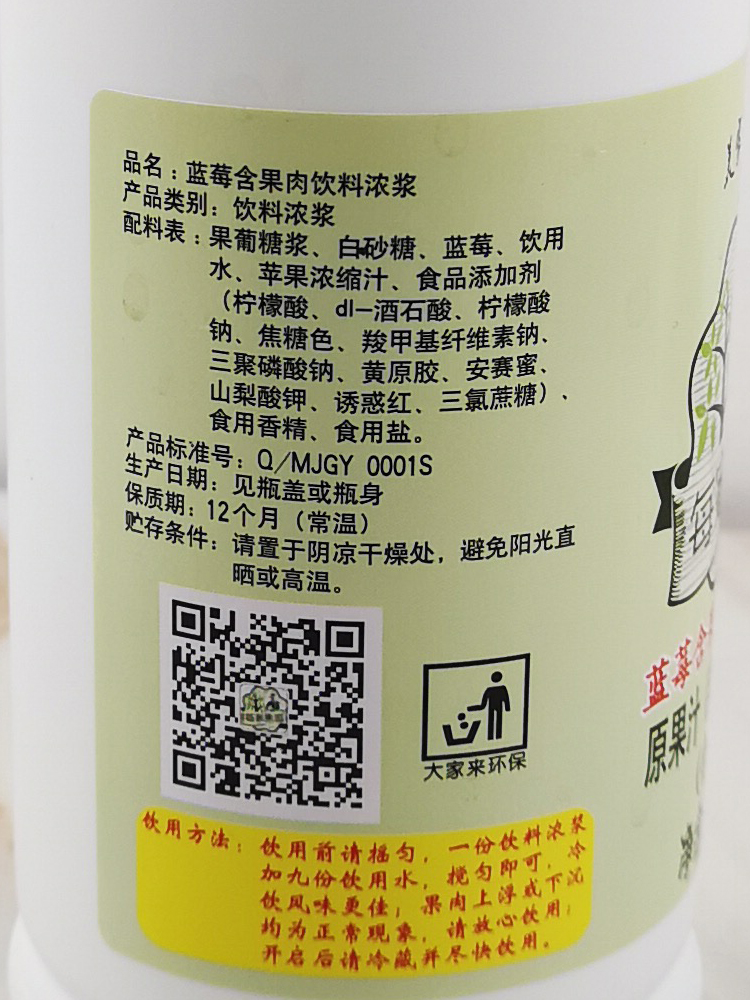 品名：蓝莓含果肉饮料浓浆
产品类别：饮料浓浆
配料表：果葡糖浆、白砂糖、蓝莓、饮用
水、苹果浓缩汁、食品添加剂
（柠檬酸、dl-酒石酸、柠檬酸
钠、焦糖色、羧甲基纤维素钠、
三聚磷酸钠、黄原胶、安赛蜜、
山梨酸钾、诱惑红、三氯蔗糖）、
食用香精、食用盐。
产品标准号：Q/MJGY 0001S
生产日期：见瓶盖或瓶身
保质期：12个月（常温）
贮存条件：请置于阴凉干燥处，避免阳光直
晒或高温。
大家来环保
饮用方法：饮用前请摇匀，一份饮料浓浆
加九份饮用水，搅匀即可，冷
饮风味更佳；果肉上浮或下沉
均为正常现象，请放心饮用；
开启后请冷藏并尽快饮用。
每
蓝莓含
原果汁
净